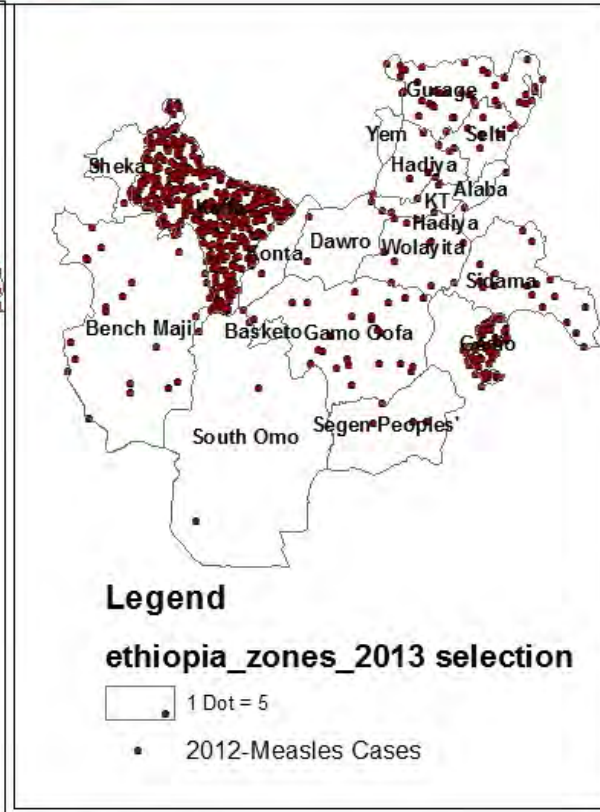 Gurage
Yem
Selti
Sheka
Hadiya
Alaba
KT
Hadiya
Dawro
Wolayita
Sidama
Bench Maji
Basketo
Gamo Gofa
Segen Peoples'
South Omo
Legend
ethiopia_zones_2013 selection
1 Dot = 5
2012-Measles Cases